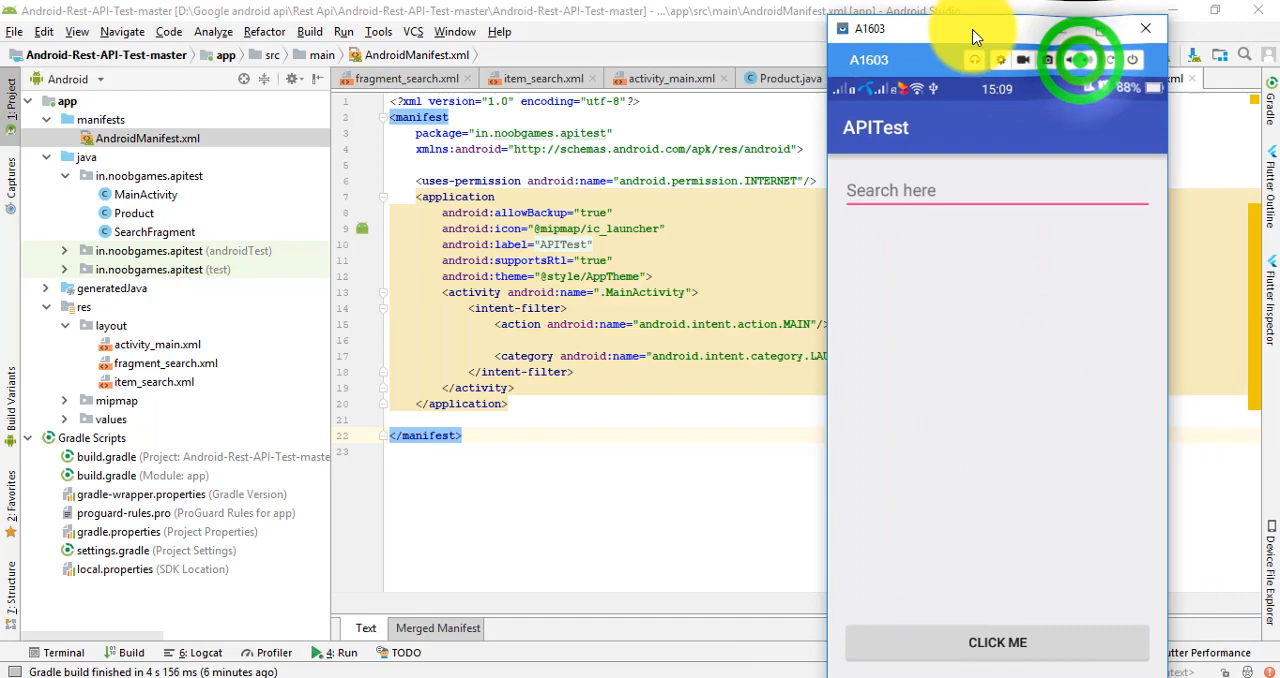 Android-Rest-API-Test-master [D:\Google android api\Rest Api\Android-Rest-API-Test-master] - ...\app\src\main\AndroidManifest.xml [app] - Android Studio
File Edit View Navigate Code Analyze Refactor Build Run Tools VCS Window Help
Android-Rest-API-Test-master app src main AndroidManifest.xml
Android
fragment_search.xml item_search.xml activity_main.xml Product.java
1: Project
Captures
Build Variants
2: Favorites
7: Structure
app
manifests
AndroidManifest.xml
java
in.noobgames.apitest
MainActivity
Product
SearchFragment
in.noobgames.apitest (androidTest)
in.noobgames.apitest (test)
generatedJava
res
layout
activity_main.xml
fragment_search.xml
item_search.xml
mipmap
values
Gradle Scripts
build.gradle (Project: Android-Rest-API-Test-maste
build.gradle (Module: app)
gradle-wrapper.properties (Gradle Version)
proguard-rules.pro (ProGuard Rules for app)
gradle.properties (Project Properties)
settings.gradle (Project Settings)
local.properties (SDK Location)
1 <?xml version="1.0" encoding="utf-8"?>
2 <manifest
3 package="in.noobgames.apitest"
4 xmlns:android="http://schemas.android.com/apk/res/android">
5
6 <uses-permission android:name="android.permission.INTERNET"/>
7 <application
8 android:allowBackup="true"
9 android:icon="@mipmap/ic_launcher"
10 android:label="APITest"
11 android:supportsRtl="true"
12 android:theme="@style/AppTheme">
13 <activity android:name=".MainActivity">
14 <intent-filter>
15 <action android:name="android.intent.action.MAIN"/>
16
17 <category android:name="android.intent.category.LAU
18 </intent-filter>
19 </activity>
20 </application>
21
22 </manifest>
23
Text Merged Manifest
A1603
A1603
15:09 88%
APITest
Search here
CLICK ME
xml
Gradle
Flutter Inspector
Device File Explorer
Terminal Build 6: Logcat Profiler 4: Run TODO
utter Performance
Gradle build finished in 4 s 156 ms (6 minutes ago)
text>